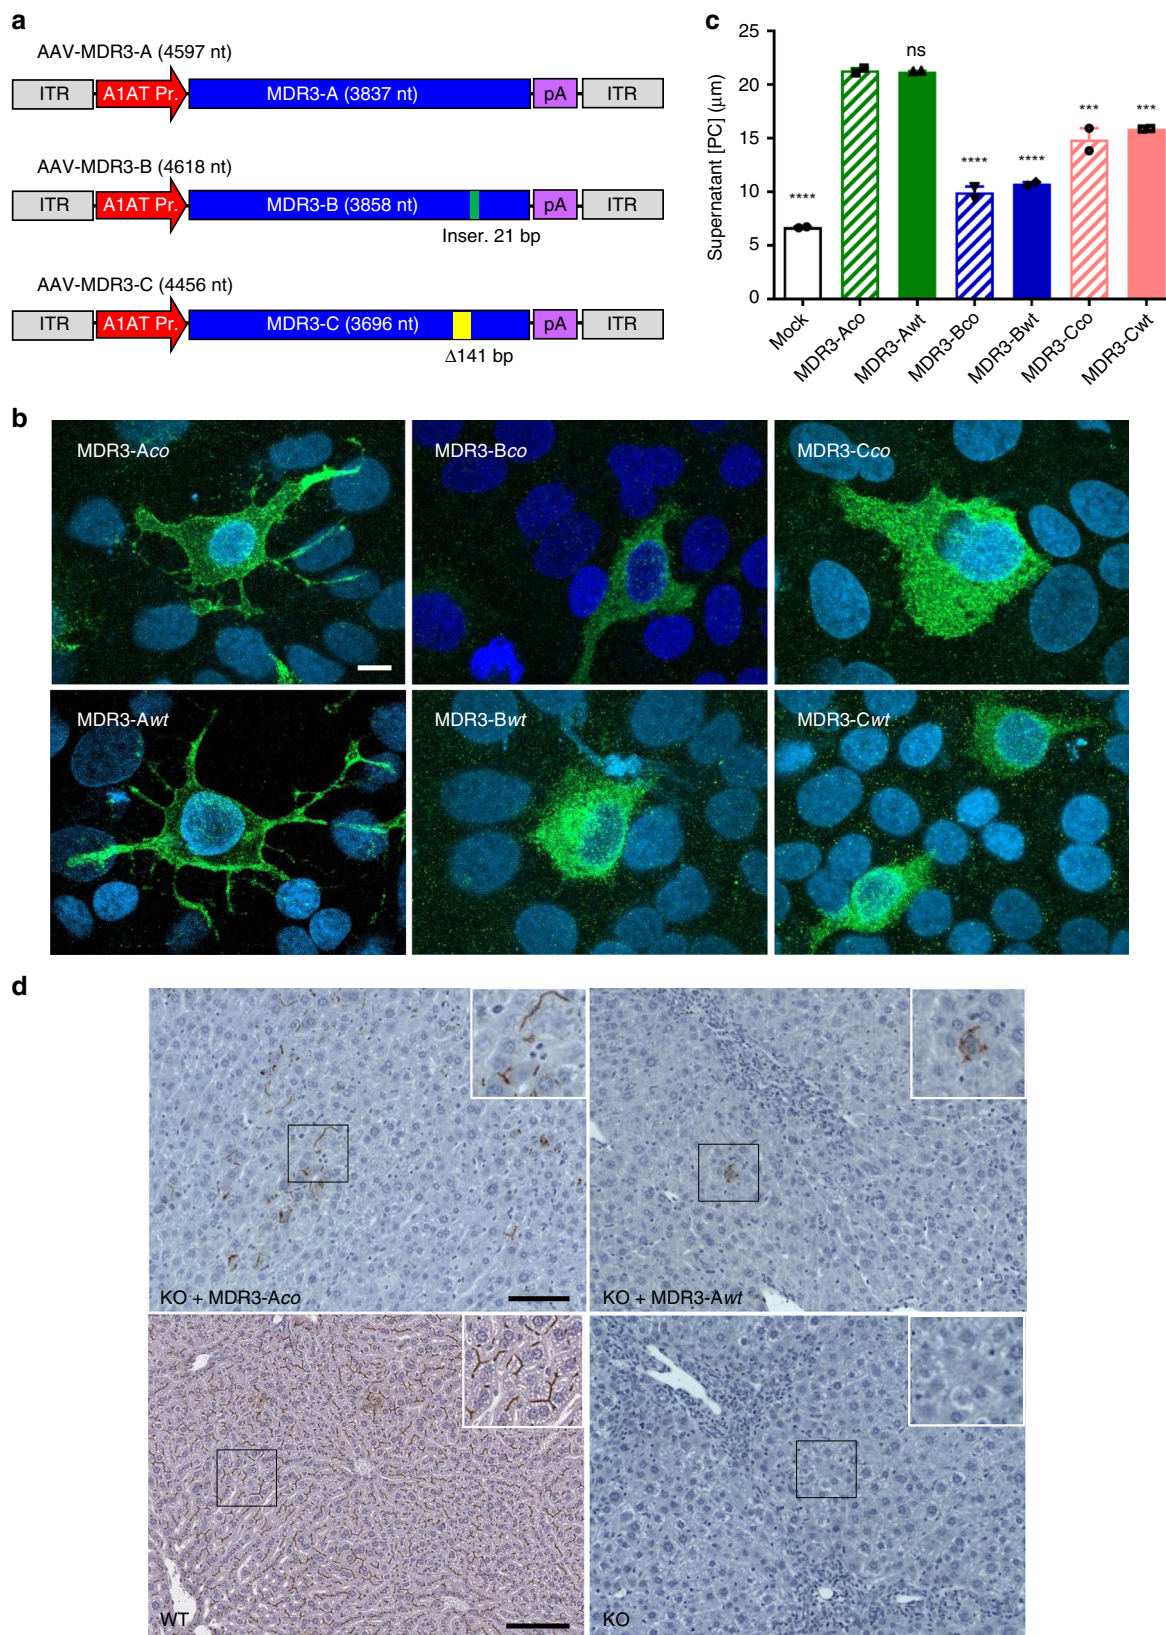 a
AAV-MDR3-A (4597 nt)
ITR A1AT Pr. MDR3-A (3837 nt) pA ITR
AAV-MDR3-B (4618 nt)
ITR A1AT Pr. MDR3-B (3858 nt) pA ITR
Inser. 21 bp
AAV-MDR3-C (4456 nt)
ITR A1AT Pr. MDR3-C (3696 nt) pA ITR
Δ141 bp
c
Supernatant [PC] (μm)
25
20
15
10
5
0
****
ns
****
****
***
***
Mock
MDR3-Aco
MDR3-Awt
MDR3-Bco
MDR3-Bwt
MDR3-Cco
MDR3-Cwt
b
MDR3-Aco
MDR3-Bco
MDR3-Cco
MDR3-Awt
MDR3-Bwt
MDR3-Cwt
d
KO + MDR3-Aco
KO + MDR3-Awt
WT
KO